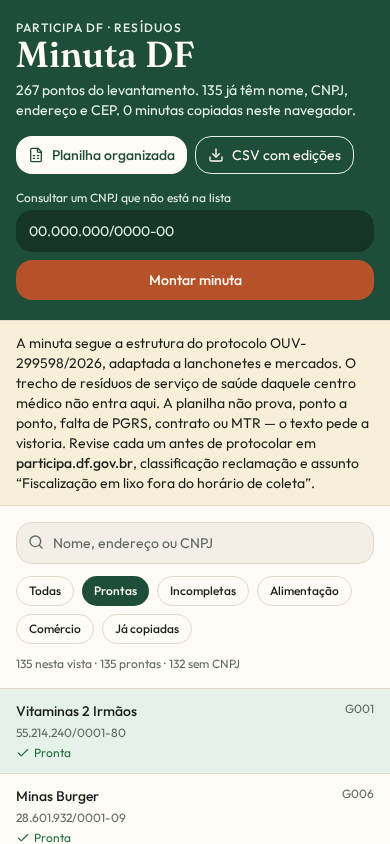 PARTICIPA DF · RESÍDUOS
Minuta DF
267 pontos do levantamento. 135 já têm nome, CNPJ,
endereço e CEP. 0 minutas copiadas neste navegador.
Planilha organizada
CSV com edições
Consultar um CNPJ que não está na lista
00.000.000/0000-00
Montar minuta
A minuta segue a estrutura do protocolo OUV-
299598/2026, adaptada a lanchonetes e mercados. O
trecho de resíduos de serviço de saúde daquele centro
médico não entra aqui. A planilha não prova, ponto a
ponto, falta de PGRS, contrato ou MTR — o texto pede a
vistoria. Revise cada um antes de protocolar em
participa.df.gov.br, classificação reclamação e assunto
“Fiscalização em lixo fora do horário de coleta”.
Nome, endereço ou CNPJ
Todas
Prontas
Incompletas
Alimentação
Comércio
Já copiadas
135 nesta vista · 135 prontas · 132 sem CNPJ
Vitaminas 2 Irmãos
G001
55.214.240/0001-80
Pronta
Minas Burger
G006
28.601.932/0001-09
Pronta